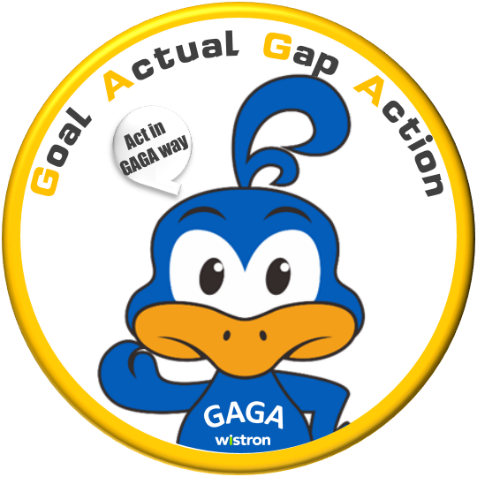 Goal Actual Gap Action
Act in
GAGA way
GAGA
wistron